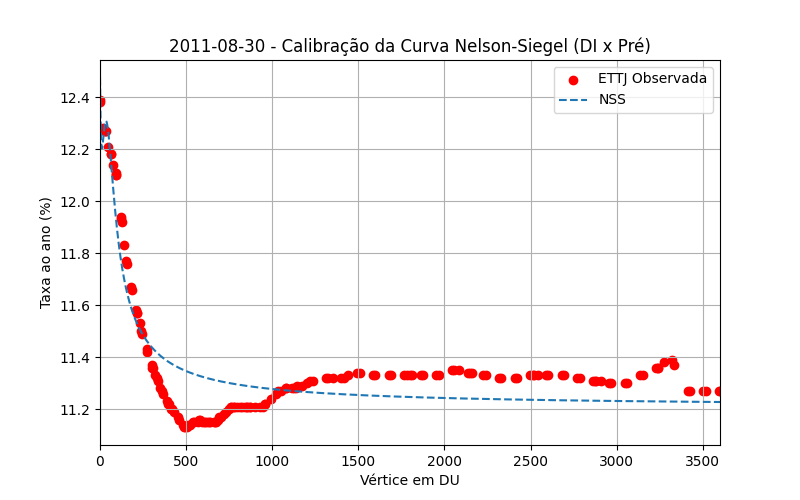 2011-08-30 - Calibração da Curva Nelson-Siegel (DI x Pré)
ETTJ Observada
NSS
12.4
12.2
12.0
11.8
11.6
11.4
11.2
Taxa ao ano (%)
0 500 1000 1500 2000 2500 3000 3500
Vértice em DU